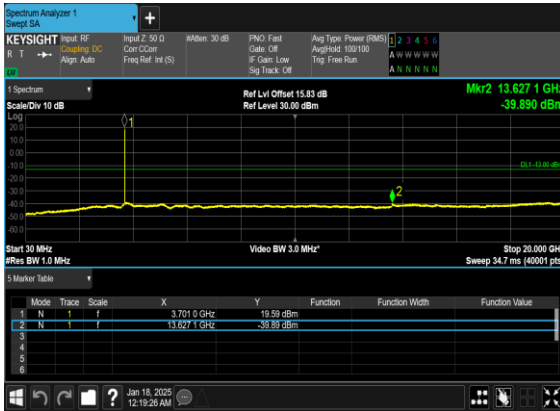 Spectrum Analyzer 1
Swept SA
+
KEYSIGHT
R T
Input: RF
Coupling: DC
Align: Auto
Input Z: 50 Ω
Corr CCorr
Freq Ref: Int (S)
#Atten: 30 dB
PNO: Fast
Gate: Off
IF Gain: Low
Sig Track: Off
Avg Type: Power (RMS)
Avg|Hold: 100/100
Trig: Free Run
1 2 3 4 5 6
A W W W W W
A N N N N N
1 Spectrum
Scale/Div 10 dB
Ref Lvl Offset 15.83 dB
Ref Level 30.00 dBm
Mkr2 13.627 1 GHz
-39.890 dBm
Log
20.0
10.0
0.00
-10.0
-20.0
-30.0
-40.0
-50.0
-60.0
1
2
DL1 -13.00 dBm
Start 30 MHz
#Res BW 1.0 MHz
Video BW 3.0 MHz*
Stop 20.000 GHz
Sweep 34.7 ms (40001 pts)
5 Marker Table
Mode Trace Scale X Y Function Function Width Function Value
1 N 1 f 3.701 0 GHz 19.59 dBm
2 N 1 f 13.627 1 GHz -39.89 dBm
3
4
5
6
?
Jan 18, 2025
12:19:26 AM